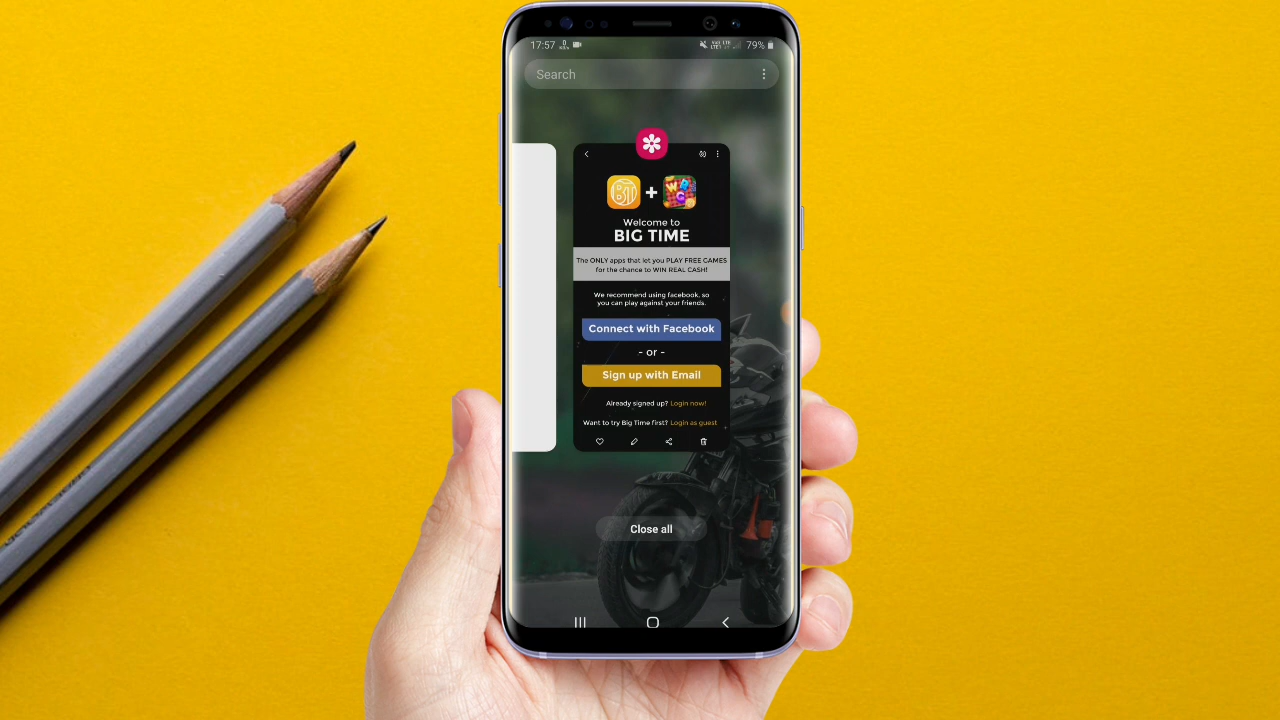 17:57
79%
Search
BT
+
Welcome to
BIG TIME
The ONLY apps that let you PLAY FREE GAMES
for the chance to WIN REAL CASH!
We recommend using facebook, so
you can play against your friends.
Connect with Facebook
- or -
Sign up with Email
Already signed up? Login now!
Want to try Big Time first? Login as guest
Close all